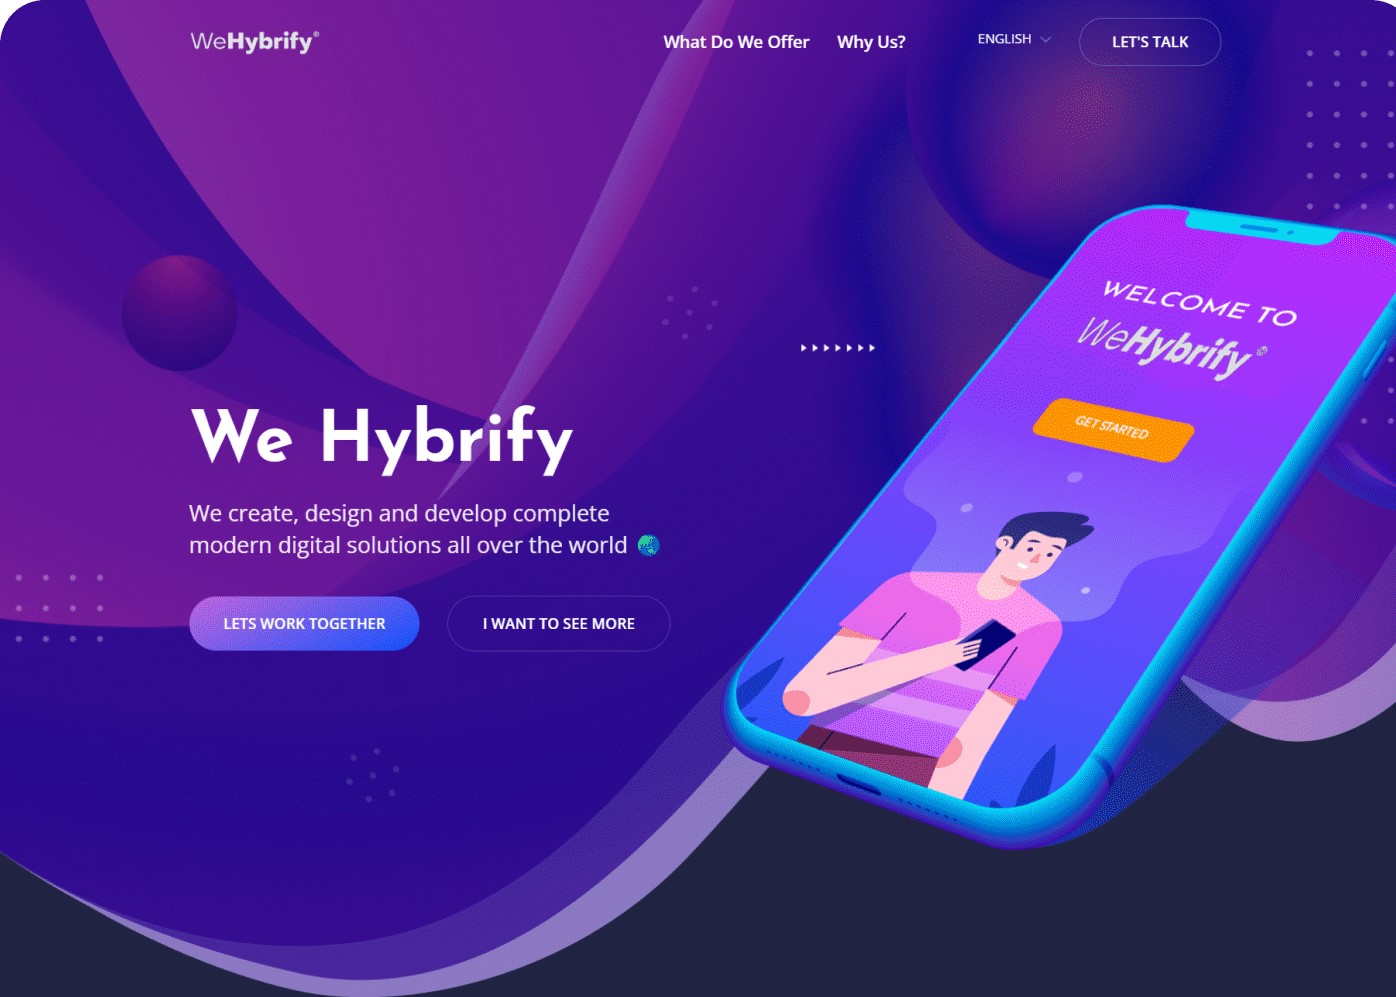 WeHybrify®
What Do We Offer
Why Us?
ENGLISH
LET'S TALK
We Hybrify
We create, design and develop complete
modern digital solutions all over the world 🌏
LETS WORK TOGETHER
I WANT TO SEE MORE
WELCOME TO
WeHybrify®
GET STARTED